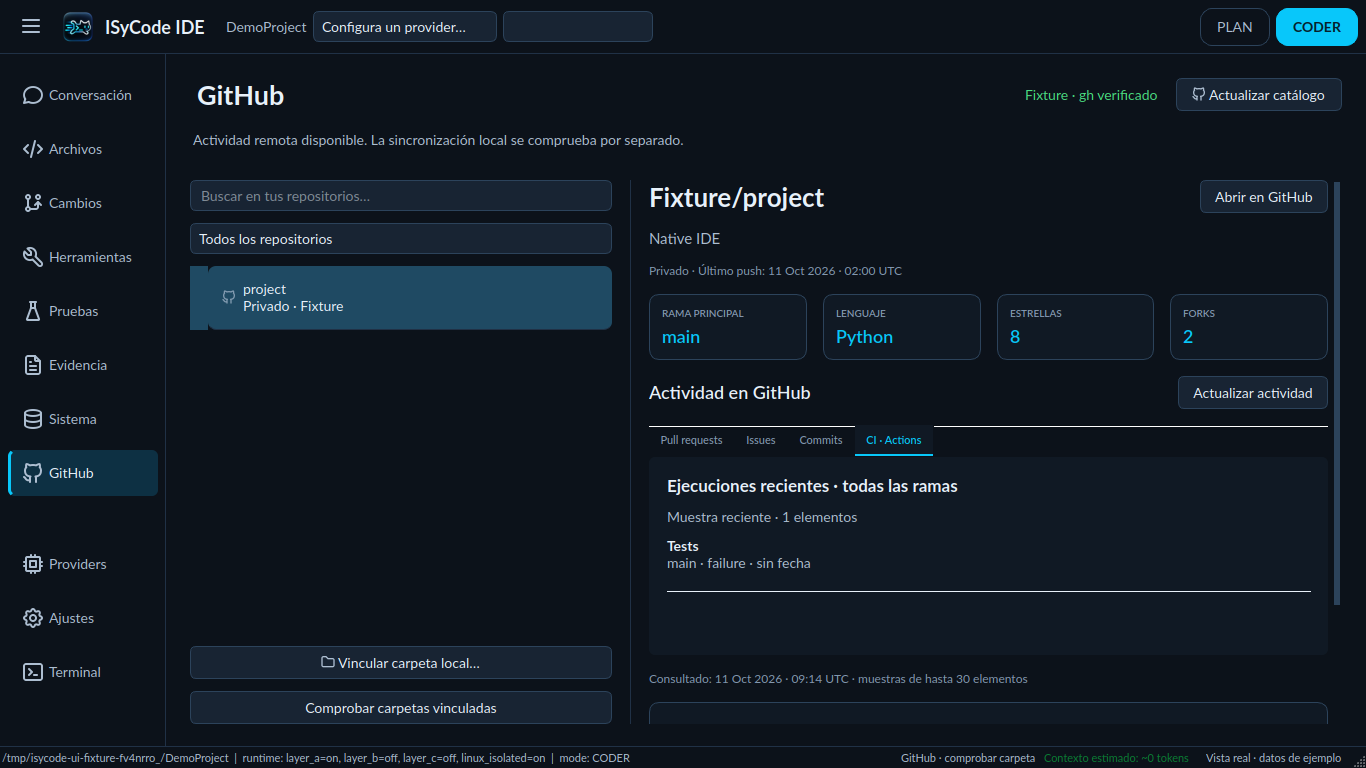 ISyCode IDE
DemoProject
Configura un provider...
PLAN
CODER
Conversación
Archivos
Cambios
Herramientas
Pruebas
Evidencia
Sistema
GitHub
Providers
Ajustes
Terminal
GitHub
Fixture · gh verificado
Actualizar catálogo
Actividad remota disponible. La sincronización local se comprueba por separado.
Buscar en tus repositorios...
Todos los repositorios
project
Privado · Fixture
Vincular carpeta local...
Comprobar carpetas vinculadas
Fixture/project
Abrir en GitHub
Native IDE
Privado · Último push: 11 Oct 2026 · 02:00 UTC
RAMA PRINCIPAL
main
LENGUAJE
Python
ESTRELLAS
8
FORKS
2
Actividad en GitHub
Actualizar actividad
Pull requests
Issues
Commits
CI · Actions
Ejecuciones recientes · todas las ramas
Muestra reciente · 1 elementos
Tests
main · failure · sin fecha
Consultado: 11 Oct 2026 · 09:14 UTC · muestras de hasta 30 elementos
/tmp/isycode-ui-fixture-fv4nrro_/DemoProject | runtime: layer_a=on, layer_b=off, layer_c=off, linux_isolated=on | mode: CODER
GitHub · comprobar carpeta
Contexto estimado: ~0 tokens
Vista real · datos de ejemplo